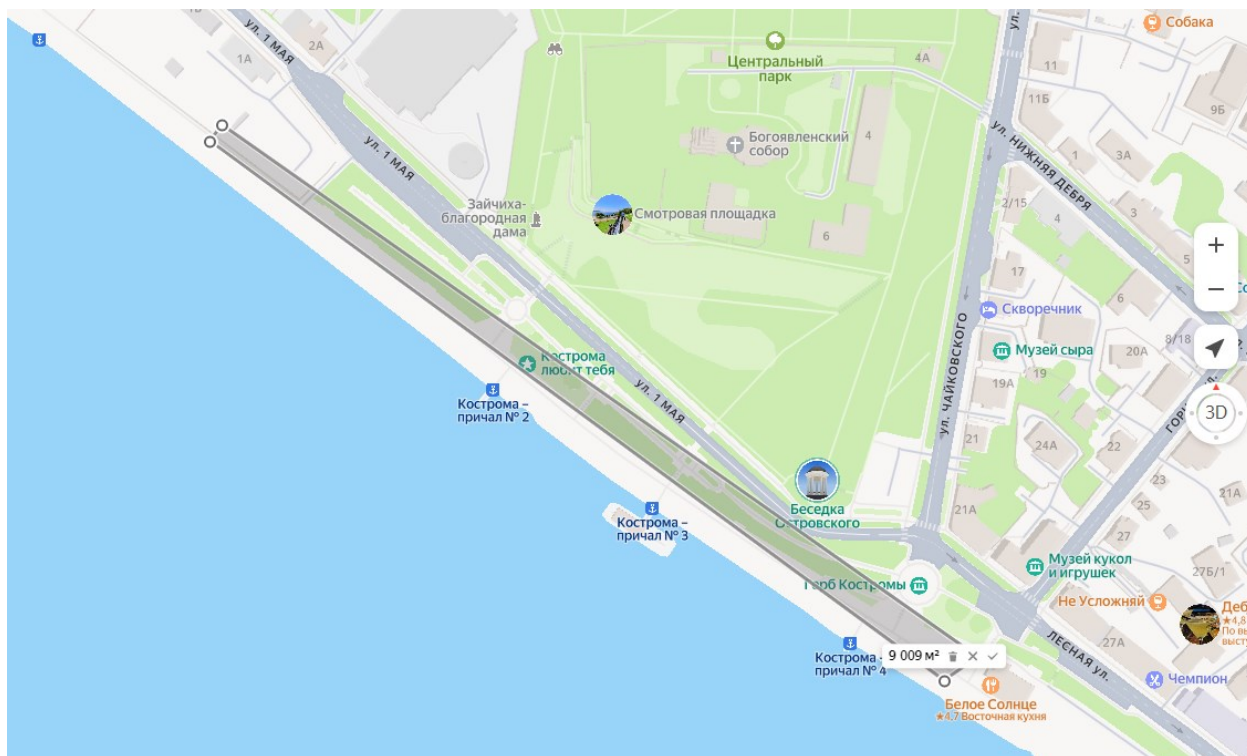 Собака
ул. 1 МАЯ
2А
1А
Центральный
парк
4А
11
11Б
9Б
ул.
Богоявленский
собор
4
ул. НИЖНЯЯ ДЕБРЯ
1
3А
ул. 1 МАЯ
Зайчиха-
благородная
дама
Смотровая площадка
6
2/15
4
3
5
17
Скворечник
6
8/18
Музей сыра
20А
19
19А
ул. ЧАЙКОВСКОГО
3D
Кострома
любит тебя
Кострома –
причал № 2
ул. 1 МАЯ
21
24А
22
23
21А
25
21А
27
Беседка
Островского
Кострома –
причал № 3
Музей кукол
и игрушек
27Б/1
Герб Костромы
Не Усложняй
Деб
★4,8
По вы
высту
27А
ЛЕСНАЯ ул.
Кострома –
причал № 4
9 009 м²
Чемпион
Белое Солнце
★4,7 Восточная кухня